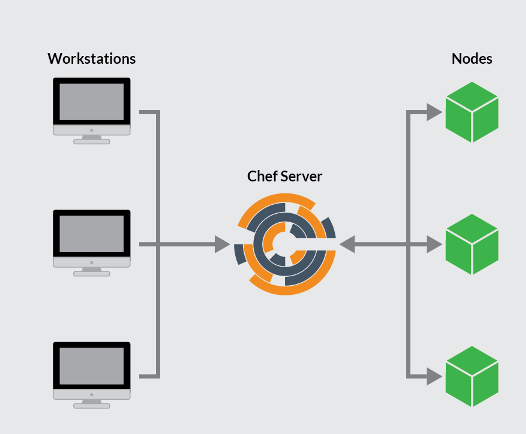 Workstations
Nodes
Chef Server